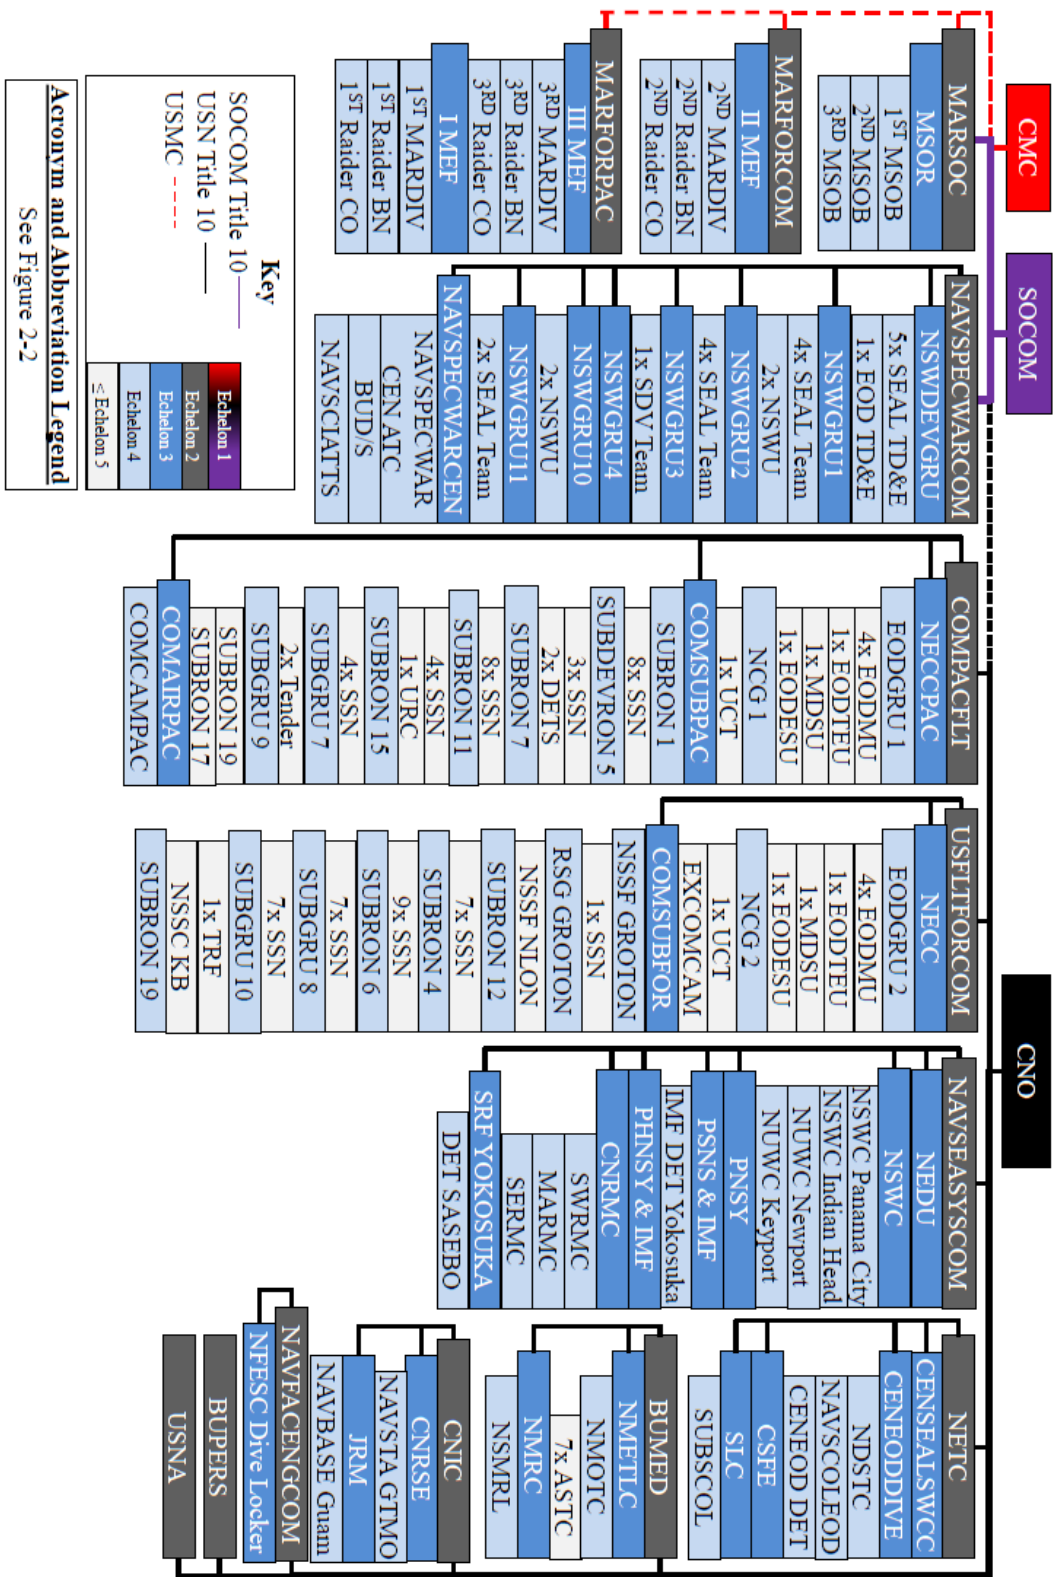 CMC
SOCOM
CNO
MARSOC
MSOR
1ST MSOB
2ND MSOB
3RD MSOB
MARFORCOM
II MEF
2ND MARDIV
2ND Raider BN
2ND Raider CO
MARFORPAC
III MEF
3RD MARDIV
3RD Raider BN
3RD Raider CO
I MEF
1ST MARDIV
1ST Raider BN
1ST Raider CO
NAVSPECWARCOM
NSWDEVGRU
5x SEAL TD&E
1x EOD TD&E
NSWGRU1
4x SEAL Team
2x NSWU
NSWGRU2
4x SEAL Team
NSWGRU3
1x SDV Team
NSWGRU4
NSWGRU10
2x NSWU
NSWGRU11
2x SEAL Team
NAVSPECWARCEN
NAVSPECWAR
CEN ATC
BUD/S
NAVSCIATTS
COMPACFLT
NECCPAC
EODGRU 1
4x EODMU
1x EODTEU
1x MDSU
1x EODESU
NCG 1
1x UCT
COMSUBPAC
SUBRON 1
8x SSN
SUBDEVRON 5
3x SSN
2x DETS
SUBRON 7
8x SSN
SUBRON 11
4x SSN
1x URC
SUBRON 15
4x SSN
SUBGRU 7
2x Tender
SUBGRU 9
SUBRON 19
SUBRON 17
COMAIRPAC
COMCAMPAC
USFLTFORCOM
NECC
EODGRU 2
4x EODMU
1x EODTEU
1x MDSU
1x EODESU
NCG 2
1x UCT
EXCOMCAM
COMSUBFOR
NSSF GROTON
1x SSN
RSG GROTON
NSSF NLON
SUBRON 12
7x SSN
SUBRON 4
9x SSN
SUBRON 6
7x SSN
SUBGRU 8
7x SSN
SUBGRU 10
1x TRF
NSSC KB
SUBRON 19
NAVSEASYSCOM
NEDU
NSWC
NSWC Panama City
NSWC Indian Head
NUWC Newport
NUWC Keyport
PNSY
PSNS & IMF
IMF DET Yokosuka
PHNSY & IMF
CNRMC
SWRMC
MARMC
SERMC
SRF YOKOSUKA
DET SASEBO
NETC
CENSEALSWCC
CENEODDIVE
NDSTC
NAVSCOLEOD
CENEOD DET
CSFE
SLC
SUBSCOL
BUMED
NMETLC
NMOTC
7x ASTC
NMRC
NSMRL
CNIC
CNRSE
NAVSTA GTMO
JRM
NAVBASE Guam
NAVFACENGCOM
NFESC Dive Locker
BUPERS
USNA
Key
SOCOM Title 10
USN Title 10
USMC
Echelon 1
Echelon 2
Echelon 3
Echelon 4
≤ Echelon 5
Acronym and Abbreviation Legend
See Figure 2-2